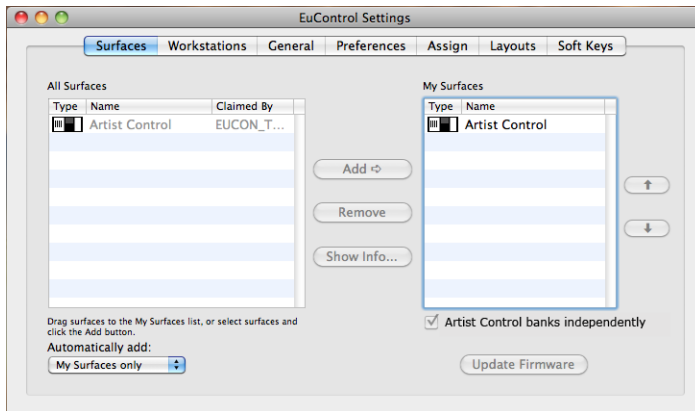 EuControl Settings
Surfaces Workstations General Preferences Assign Layouts Soft Keys
All Surfaces
Type Name Claimed By
Artist Control EUCON_T...
My Surfaces
Type Name
Artist Control
Add ⇨
Remove
Show Info...
Drag surfaces to the My Surfaces list, or select surfaces and
click the Add button.
Automatically add:
My Surfaces only
Artist Control banks independently
Update Firmware